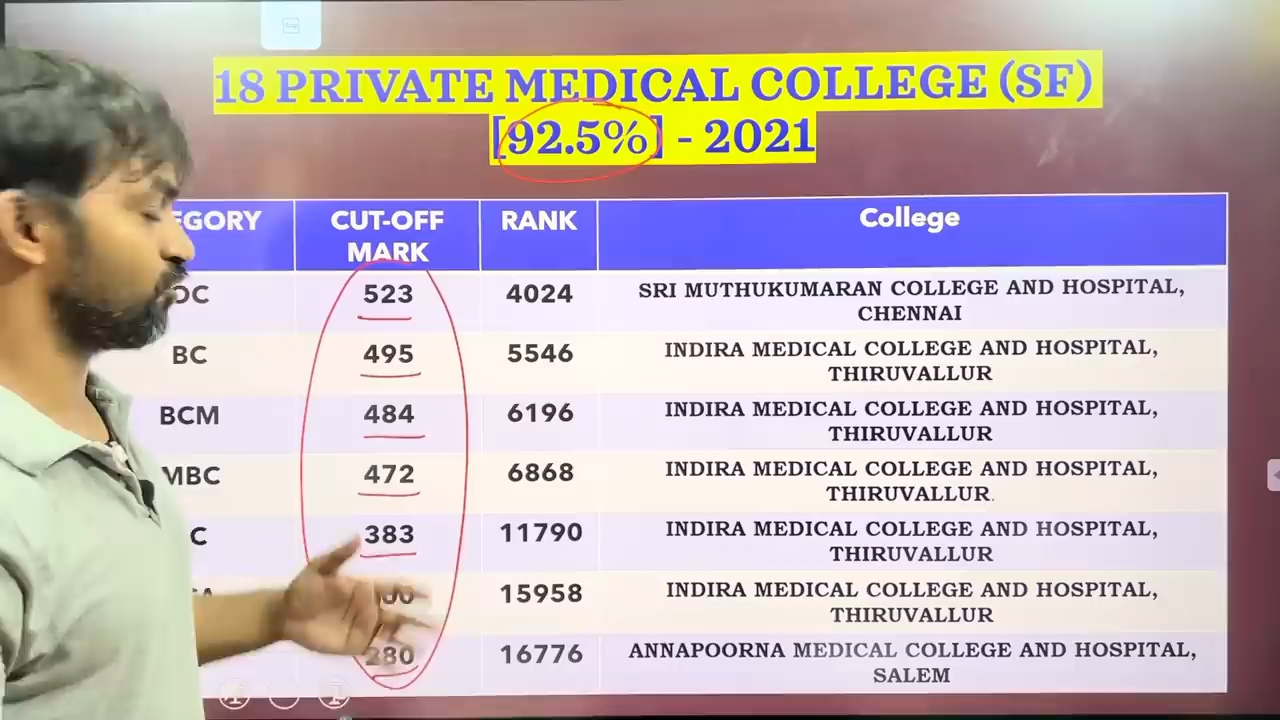 18 PRIVATE MEDICAL COLLEGE (SF)
[92.5%] - 2021
CUT-OFF MARK RANK College
523 4024 SRI MUTHUKUMARAN COLLEGE AND HOSPITAL,
CHENNAI
BC 495 5546 INDIRA MEDICAL COLLEGE AND HOSPITAL,
THIRUVALLUR
BCM 484 6196 INDIRA MEDICAL COLLEGE AND HOSPITAL,
THIRUVALLUR
MBC 472 6868 INDIRA MEDICAL COLLEGE AND HOSPITAL,
THIRUVALLUR.
383 11790 INDIRA MEDICAL COLLEGE AND HOSPITAL,
THIRUVALLUR
15958 INDIRA MEDICAL COLLEGE AND HOSPITAL,
THIRUVALLUR
280 16776 ANNAPOORNA MEDICAL COLLEGE AND HOSPITAL,
SALEM